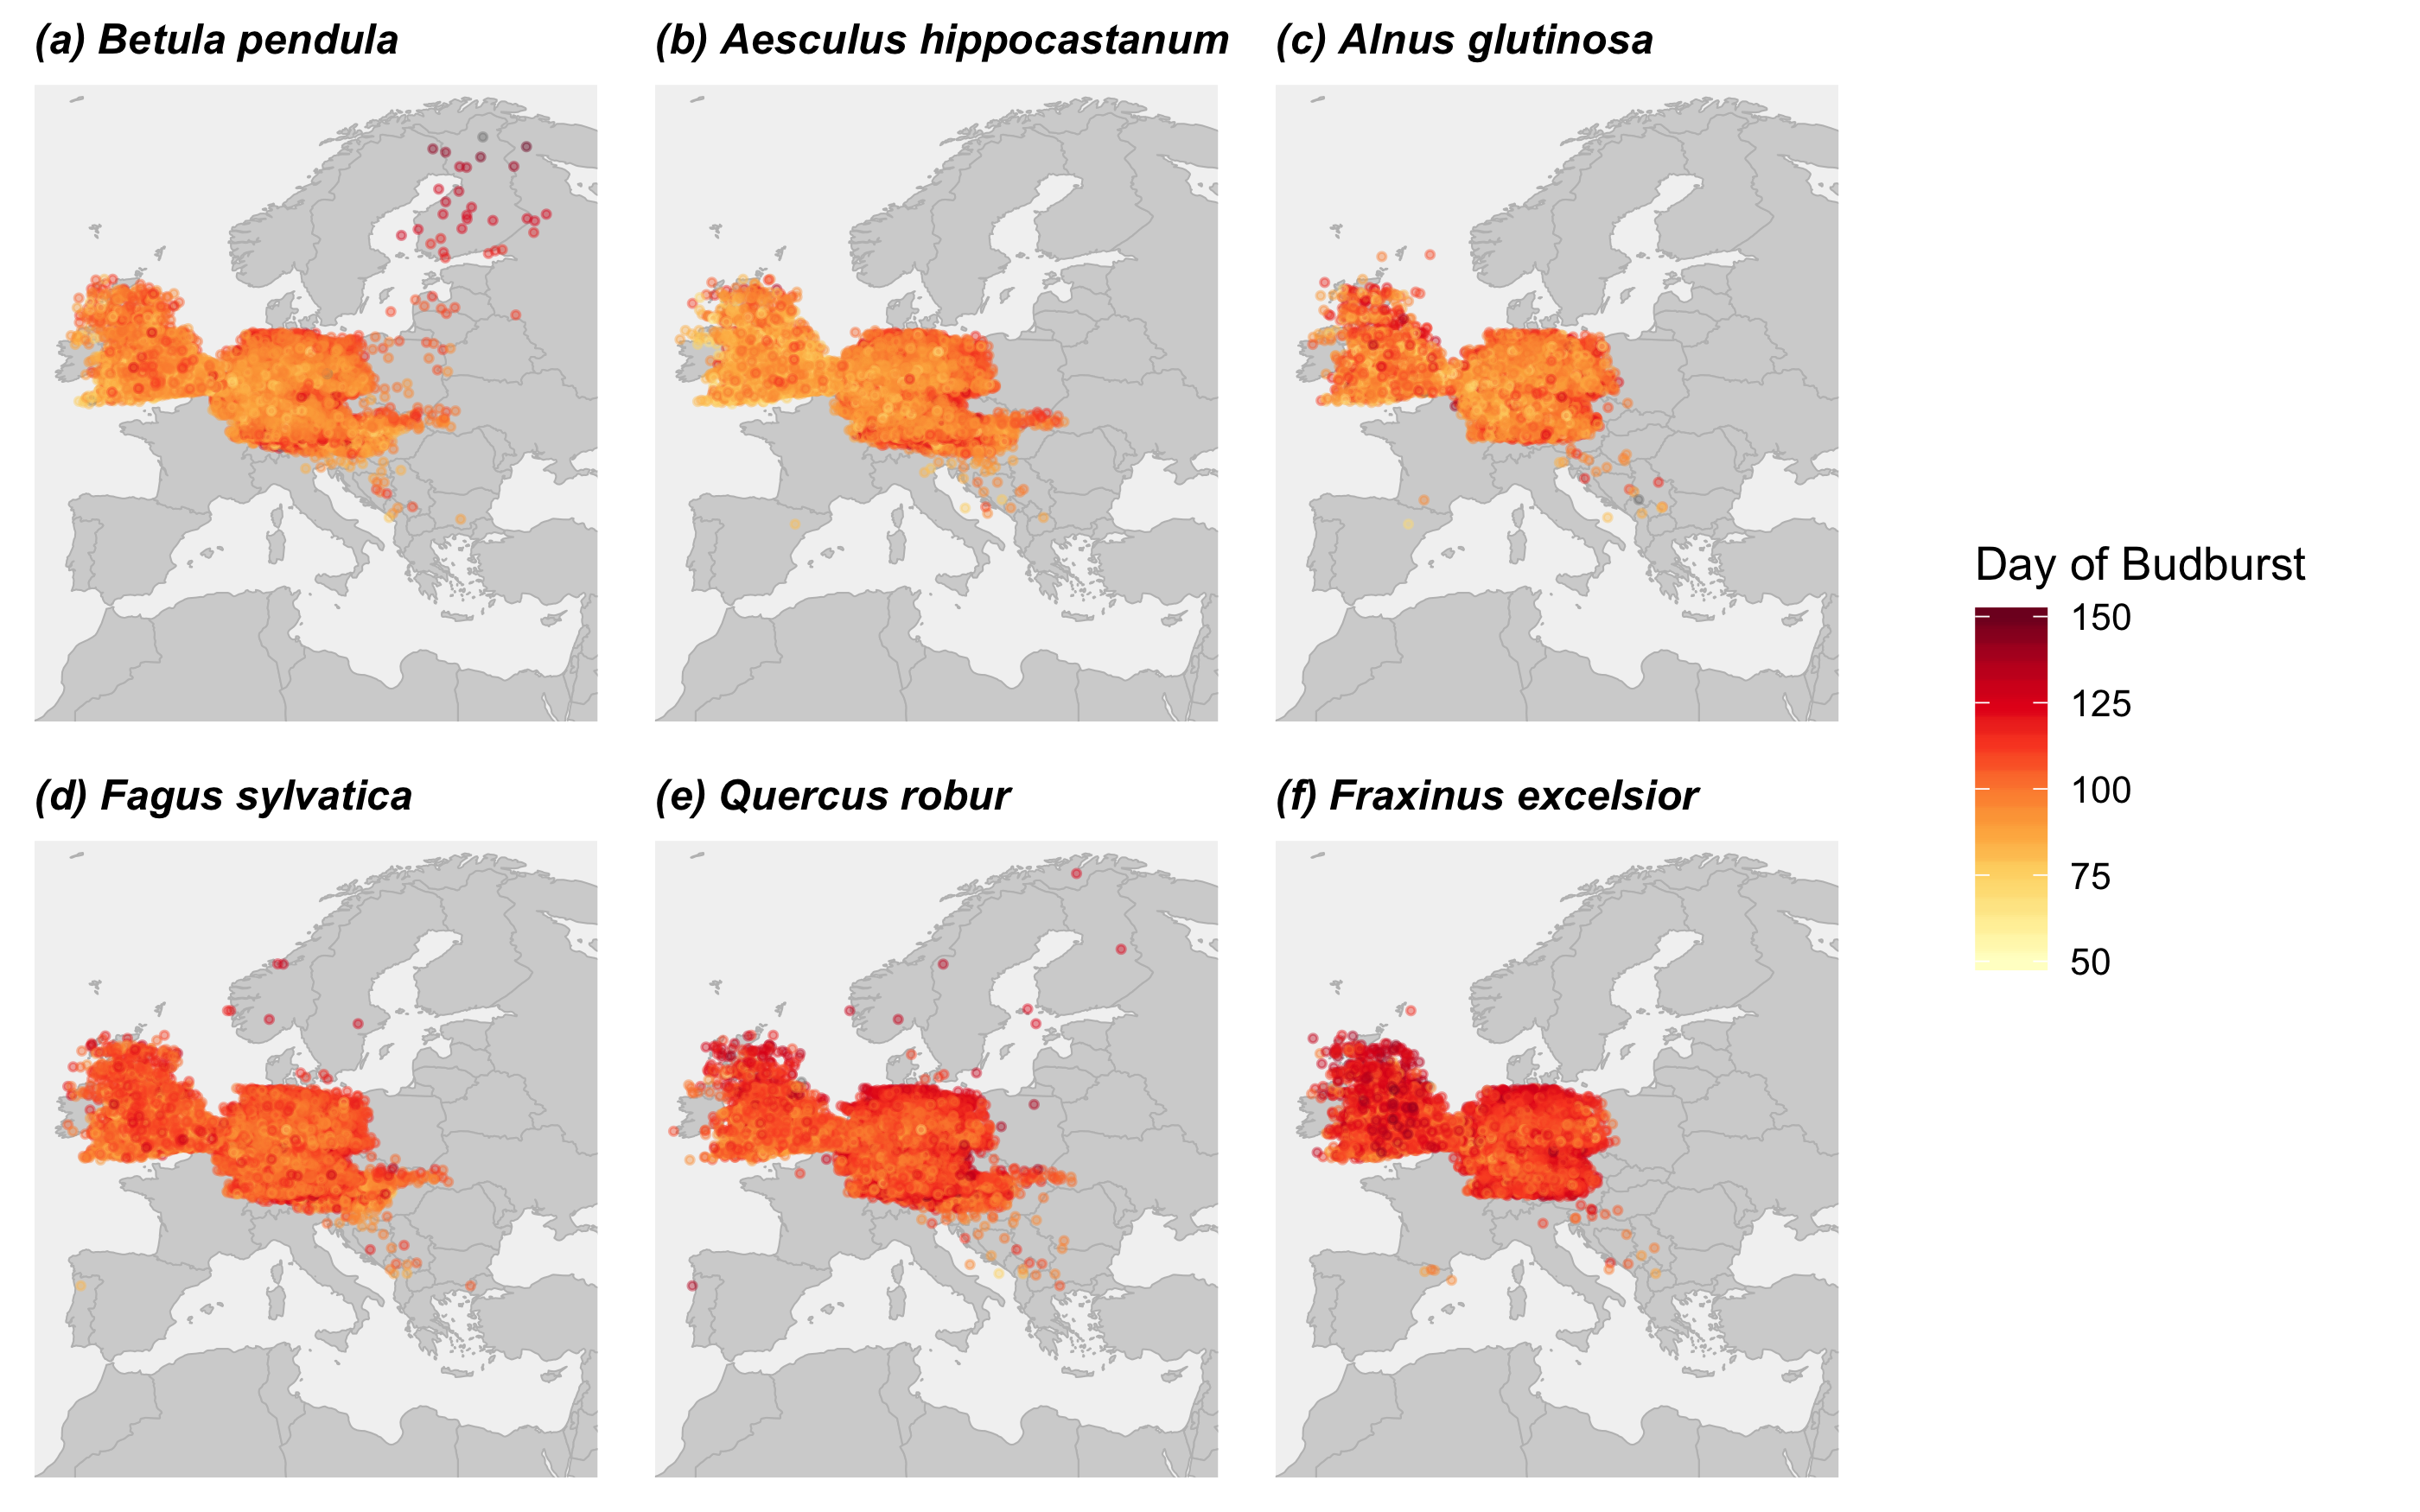 (a) Betula pendula
(b) Aesculus hippocastanum
(c) Alnus glutinosa
(d) Fagus sylvatica
(e) Quercus robur
(f) Fraxinus excelsior
Day of Budburst
150
125
100
75
50